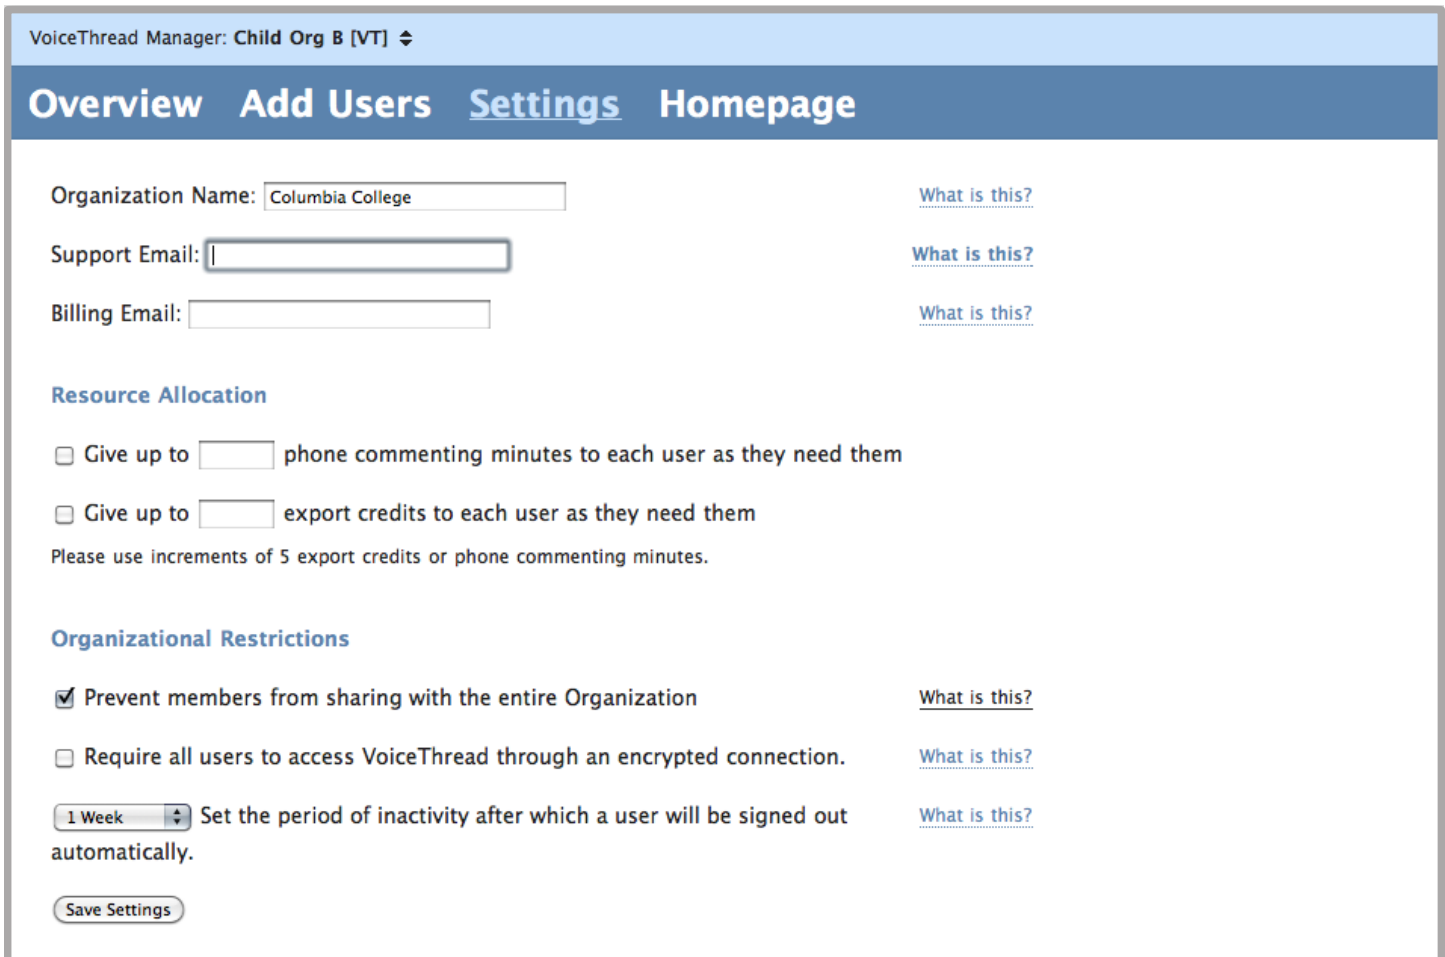 VoiceThread Manager: Child Org B [VT]
Overview Add Users Settings Homepage
Organization Name: Columbia College What is this?
Support Email: What is this?
Billing Email: What is this?
Resource Allocation
Give up to phone commenting minutes to each user as they need them
Give up to export credits to each user as they need them
Please use increments of 5 export credits or phone commenting minutes.
Organizational Restrictions
Prevent members from sharing with the entire Organization What is this?
Require all users to access VoiceThread through an encrypted connection. What is this?
1 Week Set the period of inactivity after which a user will be signed out What is this?
automatically.
Save Settings